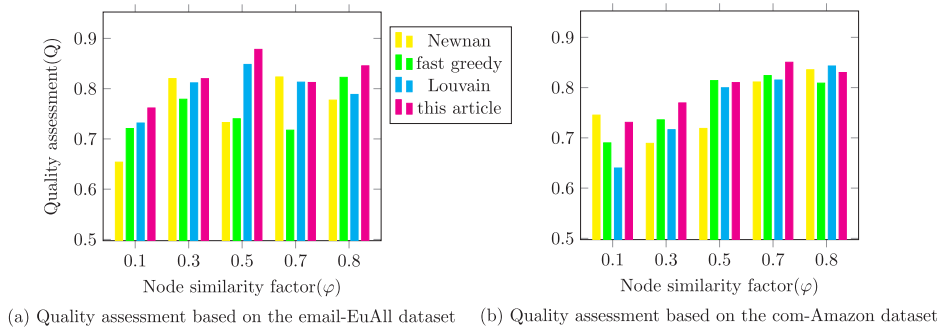 0.9
0.8
0.7
0.6
0.5
Quality assessment(Q)
0.1 0.3 0.5 0.7 0.8
Node similarity factor(φ)
(a) Quality assessment based on the email-EuAll dataset
Newnan
fast greedy
Louvain
this article
0.9
0.8
0.7
0.6
0.5
0.1 0.3 0.5 0.7 0.8
Node similarity factor(φ)
(b) Quality assessment based on the com-Amazon dataset